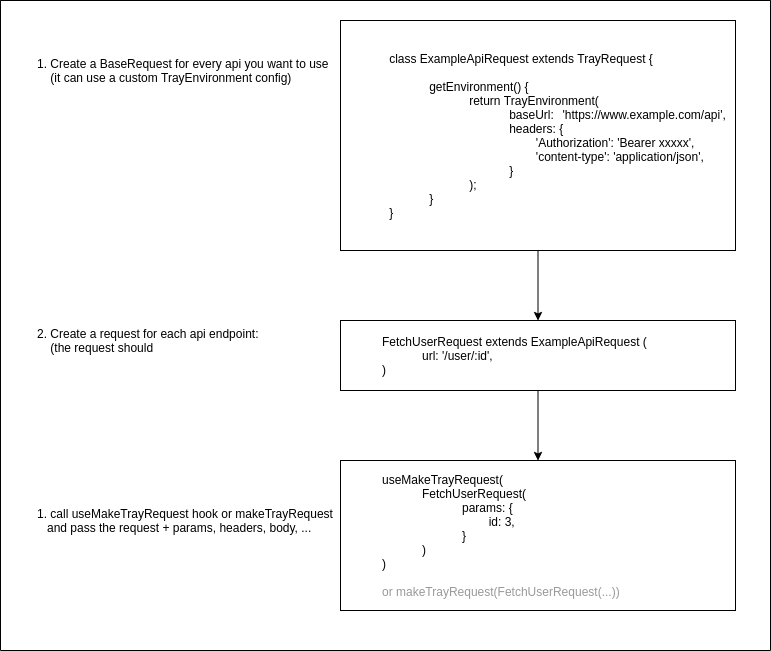 1. Create a BaseRequest for every api you want to use
(it can use a custom TrayEnvironment config)
class ExampleApiRequest extends TrayRequest {
getEnvironment() {
return TrayEnvironment(
baseUrl: 'https://www.example.com/api',
headers: {
'Authorization': 'Bearer xxxxx',
'content-type': 'application/json',
}
);
}
}
2. Create a request for each api endpoint:
(the request should
FetchUserRequest extends ExampleApiRequest (
url: '/user/:id',
)
1. call useMakeTrayRequest hook or makeTrayRequest
and pass the request + params, headers, body, ...
useMakeTrayRequest(
FetchUserRequest(
params: {
id: 3,
}
)
)
or makeTrayRequest(FetchUserRequest(...))